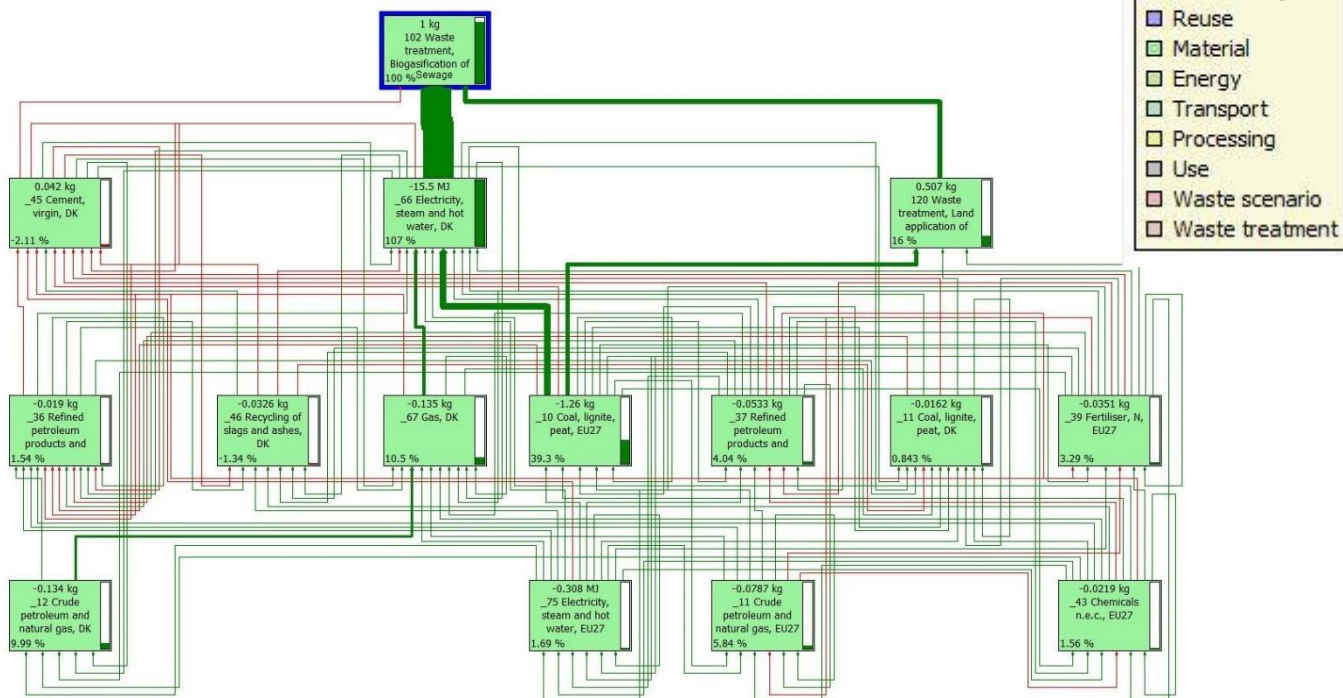 1 kg
102 Waste
treatment,
Biogasification of
Sewage
100 %
Reuse
Material
Energy
Transport
Processing
Use
Waste scenario
Waste treatment
0.042 kg
_45 Cement,
virgin, DK
-2.11 %
-15.5 MJ
_66 Electricity,
steam and hot
water, DK
107 %
0.507 kg
120 Waste
treatment, Land
application of
16 %
-0.019 kg
_36 Refined
petroleum
products and
1.54 %
-0.0326 kg
_46 Recycling of
slags and ashes,
DK
-1.34 %
-0.135 kg
_67 Gas, DK
10.5 %
-1.26 kg
_10 Coal, lignite,
peat, EU27
39.3 %
-0.0533 kg
_37 Refined
petroleum
products and
4.04 %
-0.0162 kg
_11 Coal, lignite,
peat, DK
0.843 %
-0.0351 kg
_39 Fertiliser, N,
EU27
3.29 %
-0.134 kg
_12 Crude
petroleum and
natural gas, DK
9.99 %
-0.308 MJ
_75 Electricity,
steam and hot
water, EU27
1.69 %
-0.0787 kg
_11 Crude
petroleum and
natural gas, EU27
5.84 %
-0.0219 kg
_43 Chemicals
n.e.c., EU27
1.56 %